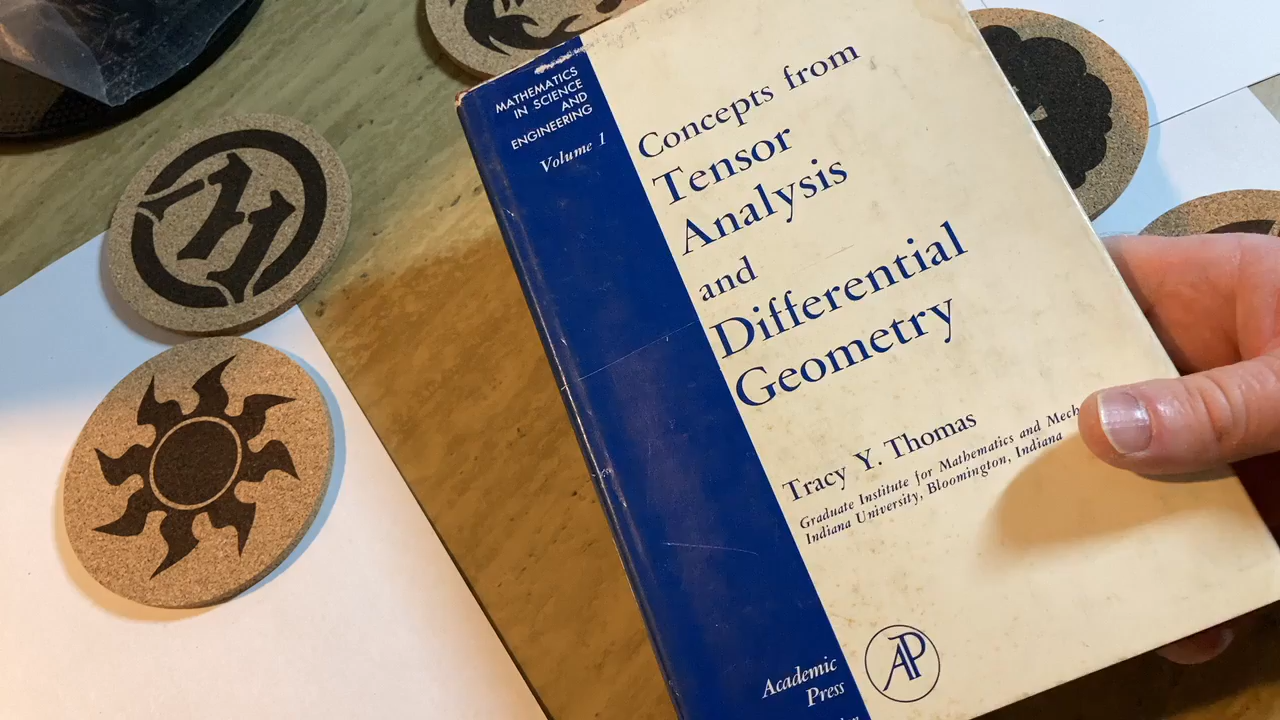 MATHEMATICS
IN SCIENCE
AND
ENGINEERING
Volume 1
Concepts from
Tensor
Analysis
and
Differential
Geometry
Tracy Y. Thomas
Graduate Institute for Mathematics and Mech
Indiana University, Bloomington, Indiana
Academic
Press
AP